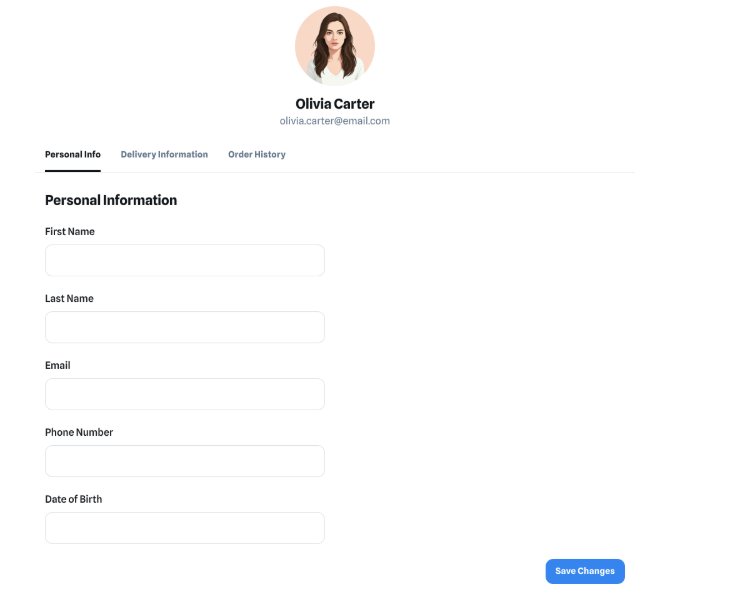 Olivia Carter
olivia.carter@email.com
Personal Info Delivery Information Order History
Personal Information
First Name
Last Name
Email
Phone Number
Date of Birth
Save Changes